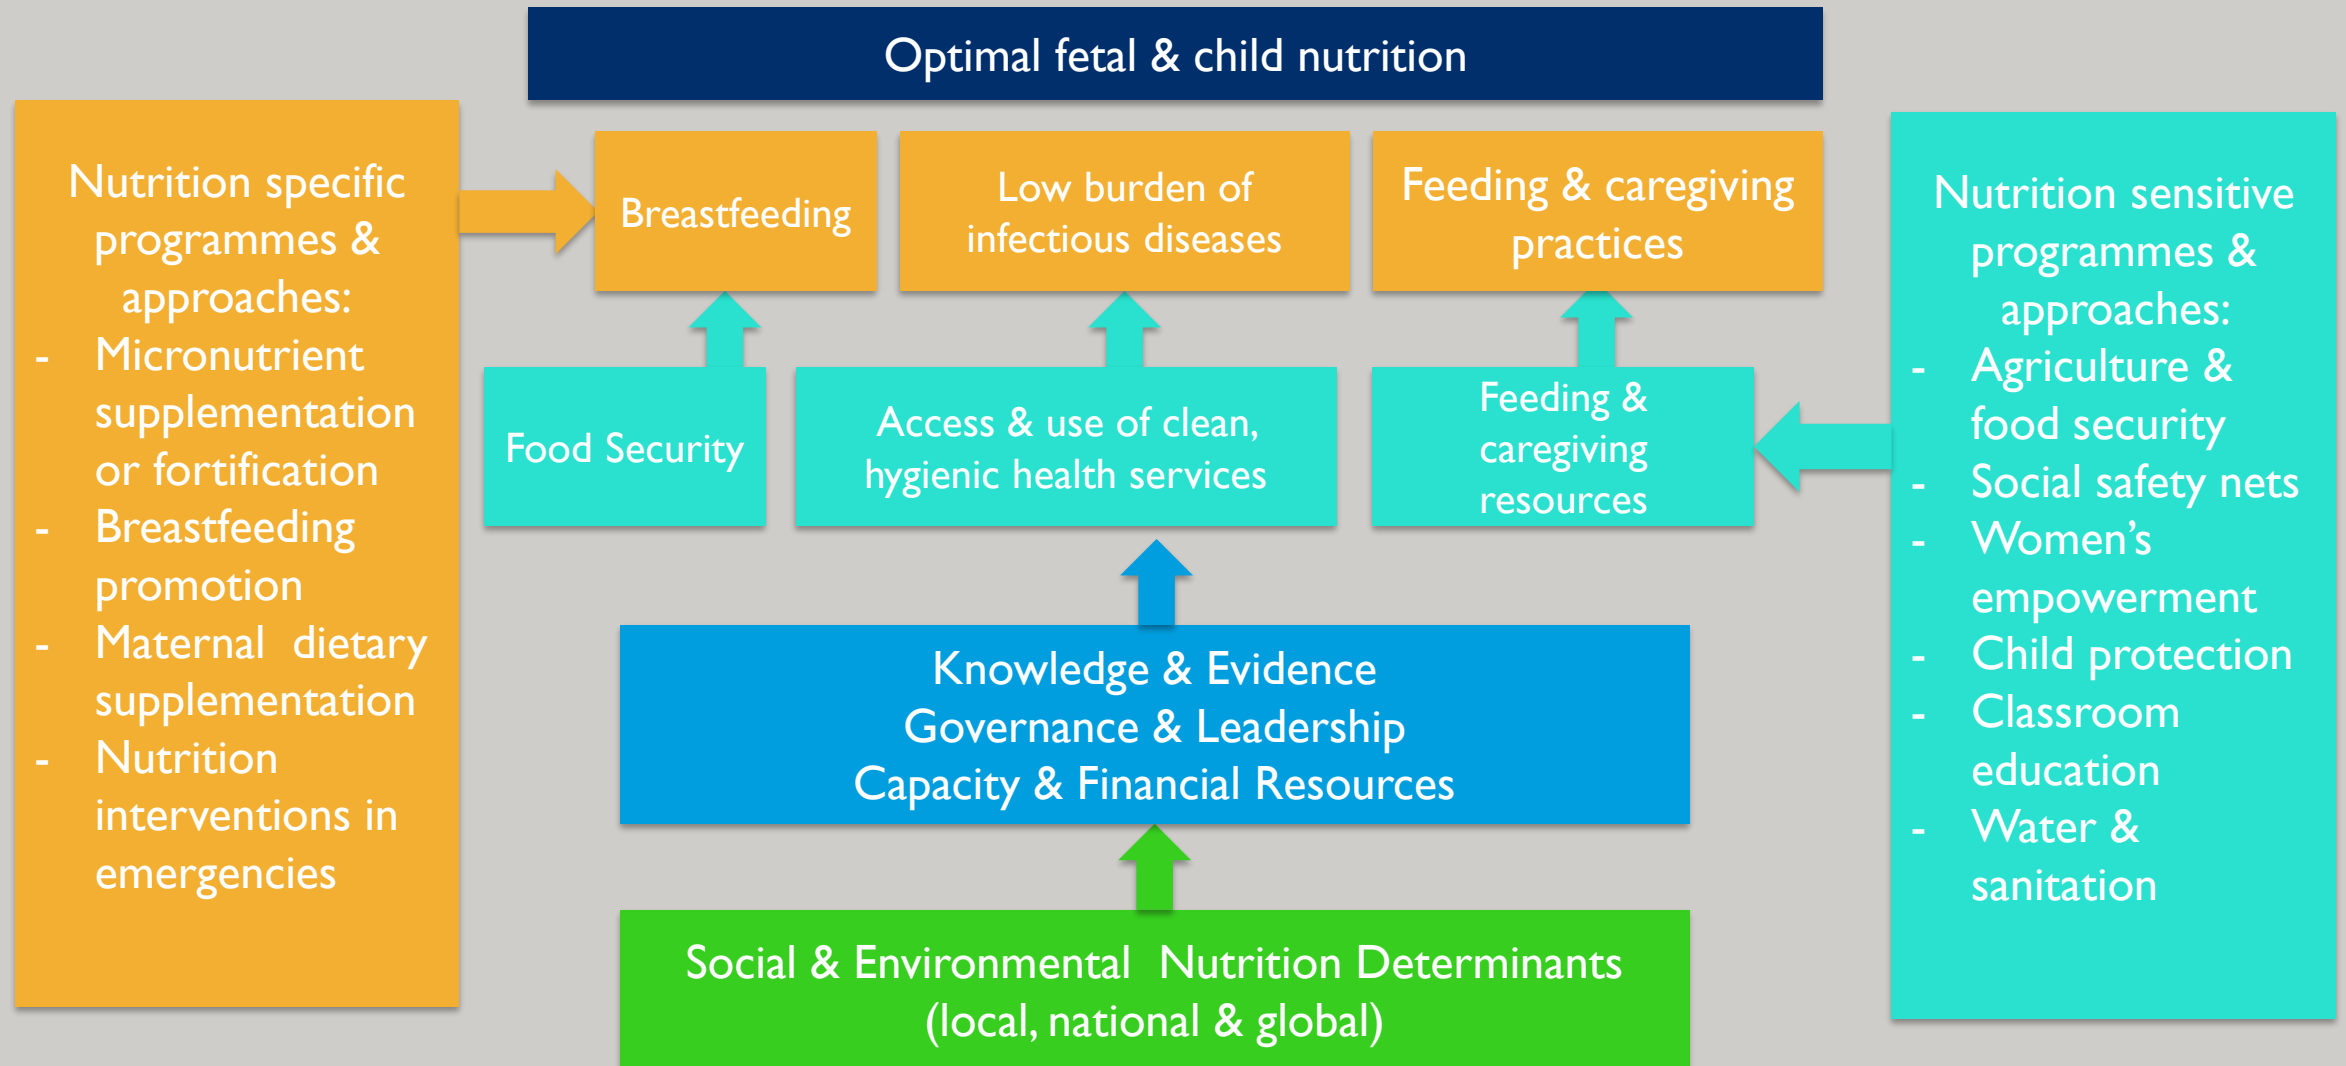 Optimal fetal & child nutrition
Nutrition specific
programmes &
approaches:
- Micronutrient
supplementation
or fortification
- Breastfeeding
promotion
- Maternal dietary
supplementation
- Nutrition
interventions in
emergencies
Breastfeeding
Low burden of
infectious diseases
Feeding & caregiving
practices
Food Security
Access & use of clean,
hygienic health services
Feeding &
caregiving
resources
Knowledge & Evidence
Governance & Leadership
Capacity & Financial Resources
Social & Environmental Nutrition Determinants
(local, national & global)
Nutrition sensitive
programmes &
approaches:
- Agriculture &
food security
- Social safety nets
- Women’s
empowerment
- Child protection
- Classroom
education
- Water &
sanitation